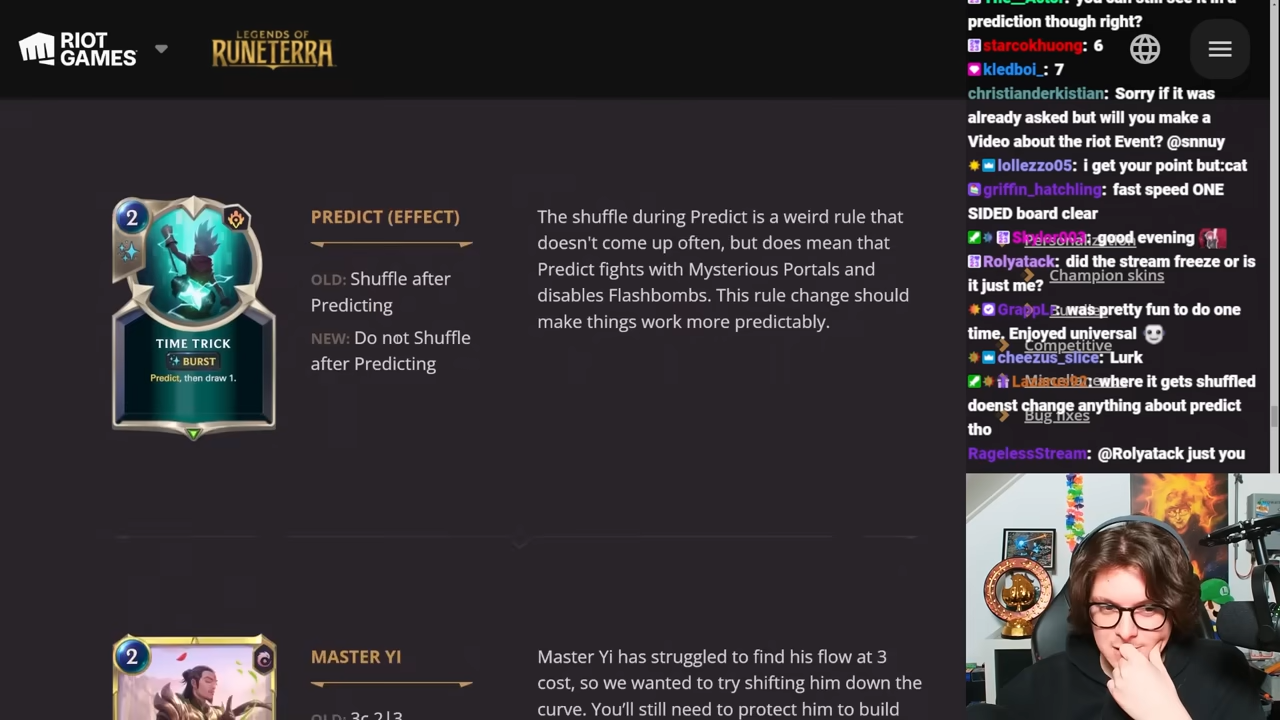 RIOT
GAMES
LEGENDS OF
RUNETERRA
2
TIME TRICK
BURST
Predict, then draw 1.
PREDICT (EFFECT)
OLD: Shuffle after
Predicting
NEW: Do not Shuffle
after Predicting
The shuffle during Predict is a weird rule that
doesn't come up often, but does mean that
Predict fights with Mysterious Portals and
disables Flashbombs. This rule change should
make things work more predictably.
2
MASTER YI
OLD: 3c 2|3
Master Yi has struggled to find his flow at 3
cost, so we wanted to try shifting him down the
curve. You'll still need to protect him to build
prediction though right?
starcokhuong: 6
kledboi_: 7
christianderkistian: Sorry if it was
already asked but will you make a
Video about the riot Event? @snnuy
lollezzo05: i get your point but:cat
griffin_hatchling: fast speed ONE
SIDED board clear
good evening
Personalization
Rolyatack: did the stream freeze or is
it just me?
Champion skins
was pretty fun to do one
time, Enjoyed universal
Competitive
cheezus_slice: Lurk
where it gets shuffled
doenst change anything about predict
tho
Bug fixes
RagelessStream: @Rolyatack just you